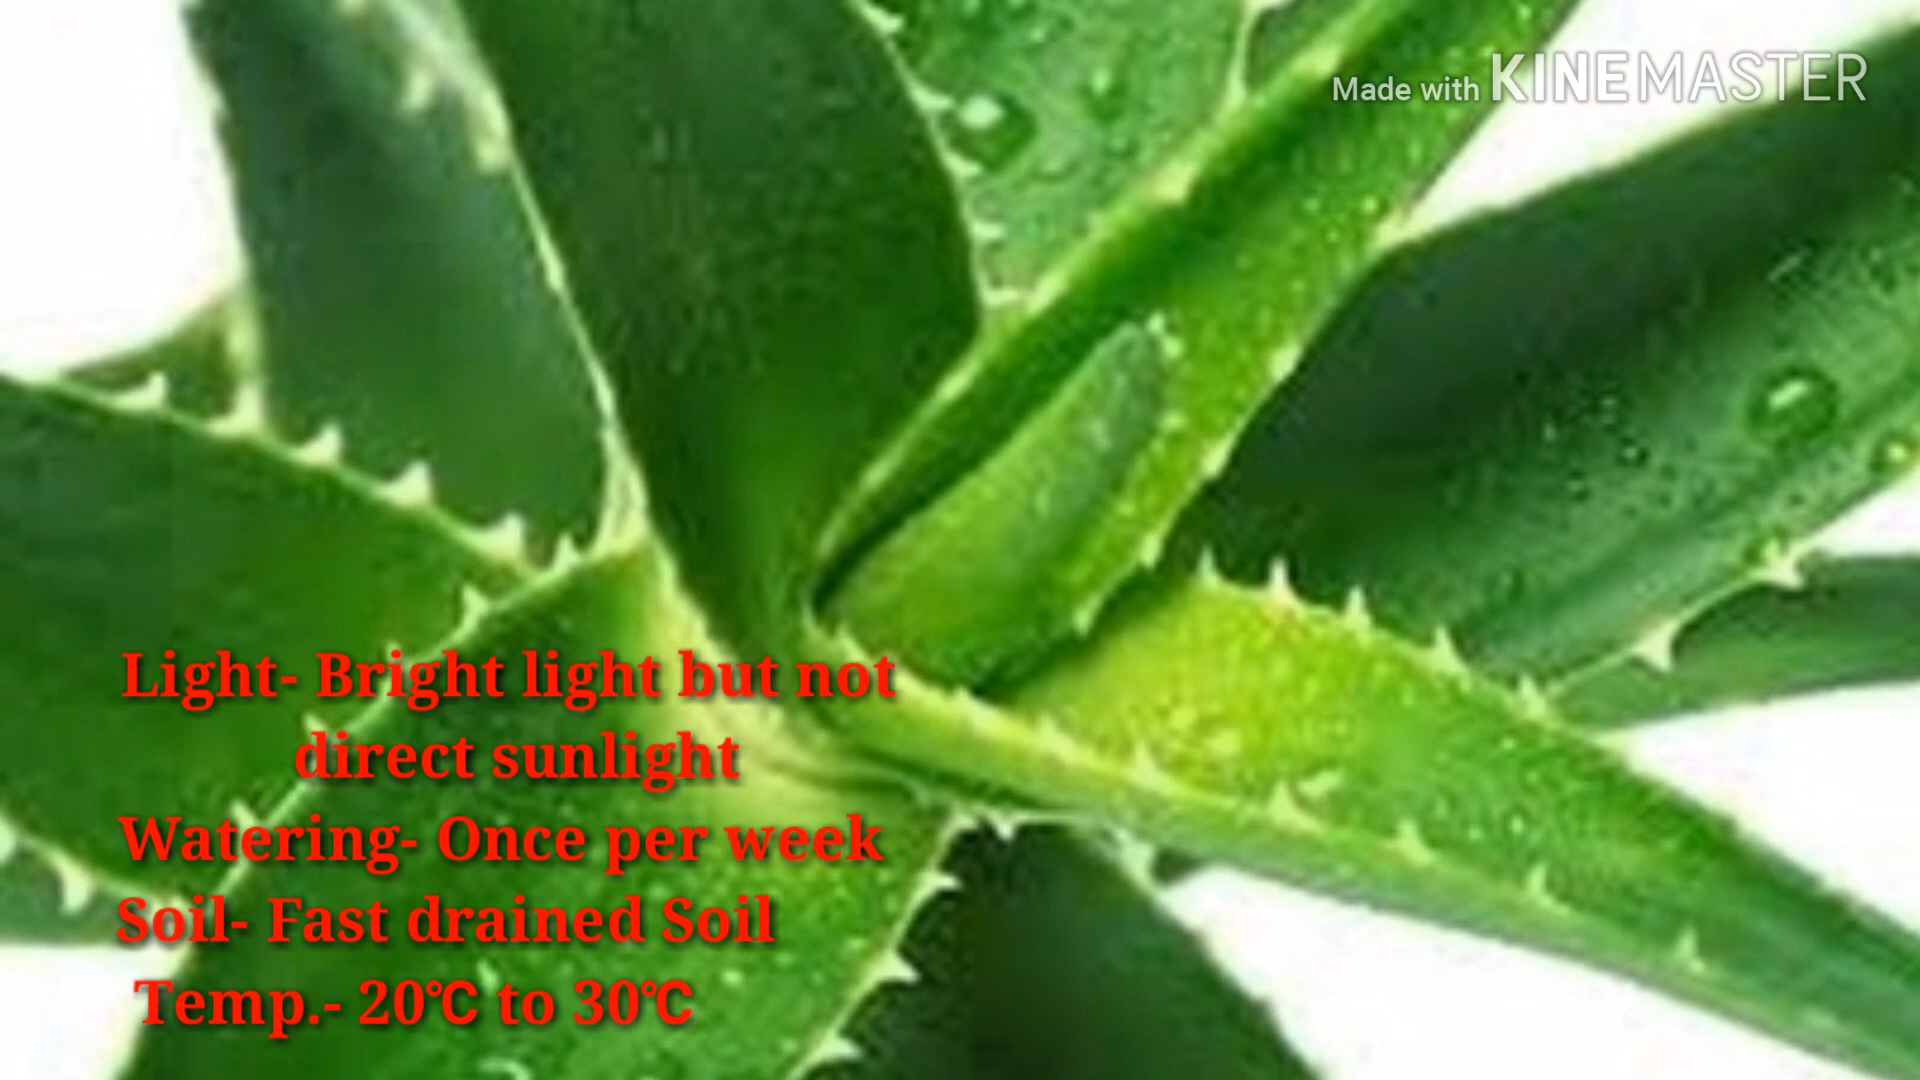 Made with KINEMASTER
Light- Bright light but not
direct sunlight
Watering- Once per week
Soil- Fast drained Soil
Temp.- 20℃ to 30℃